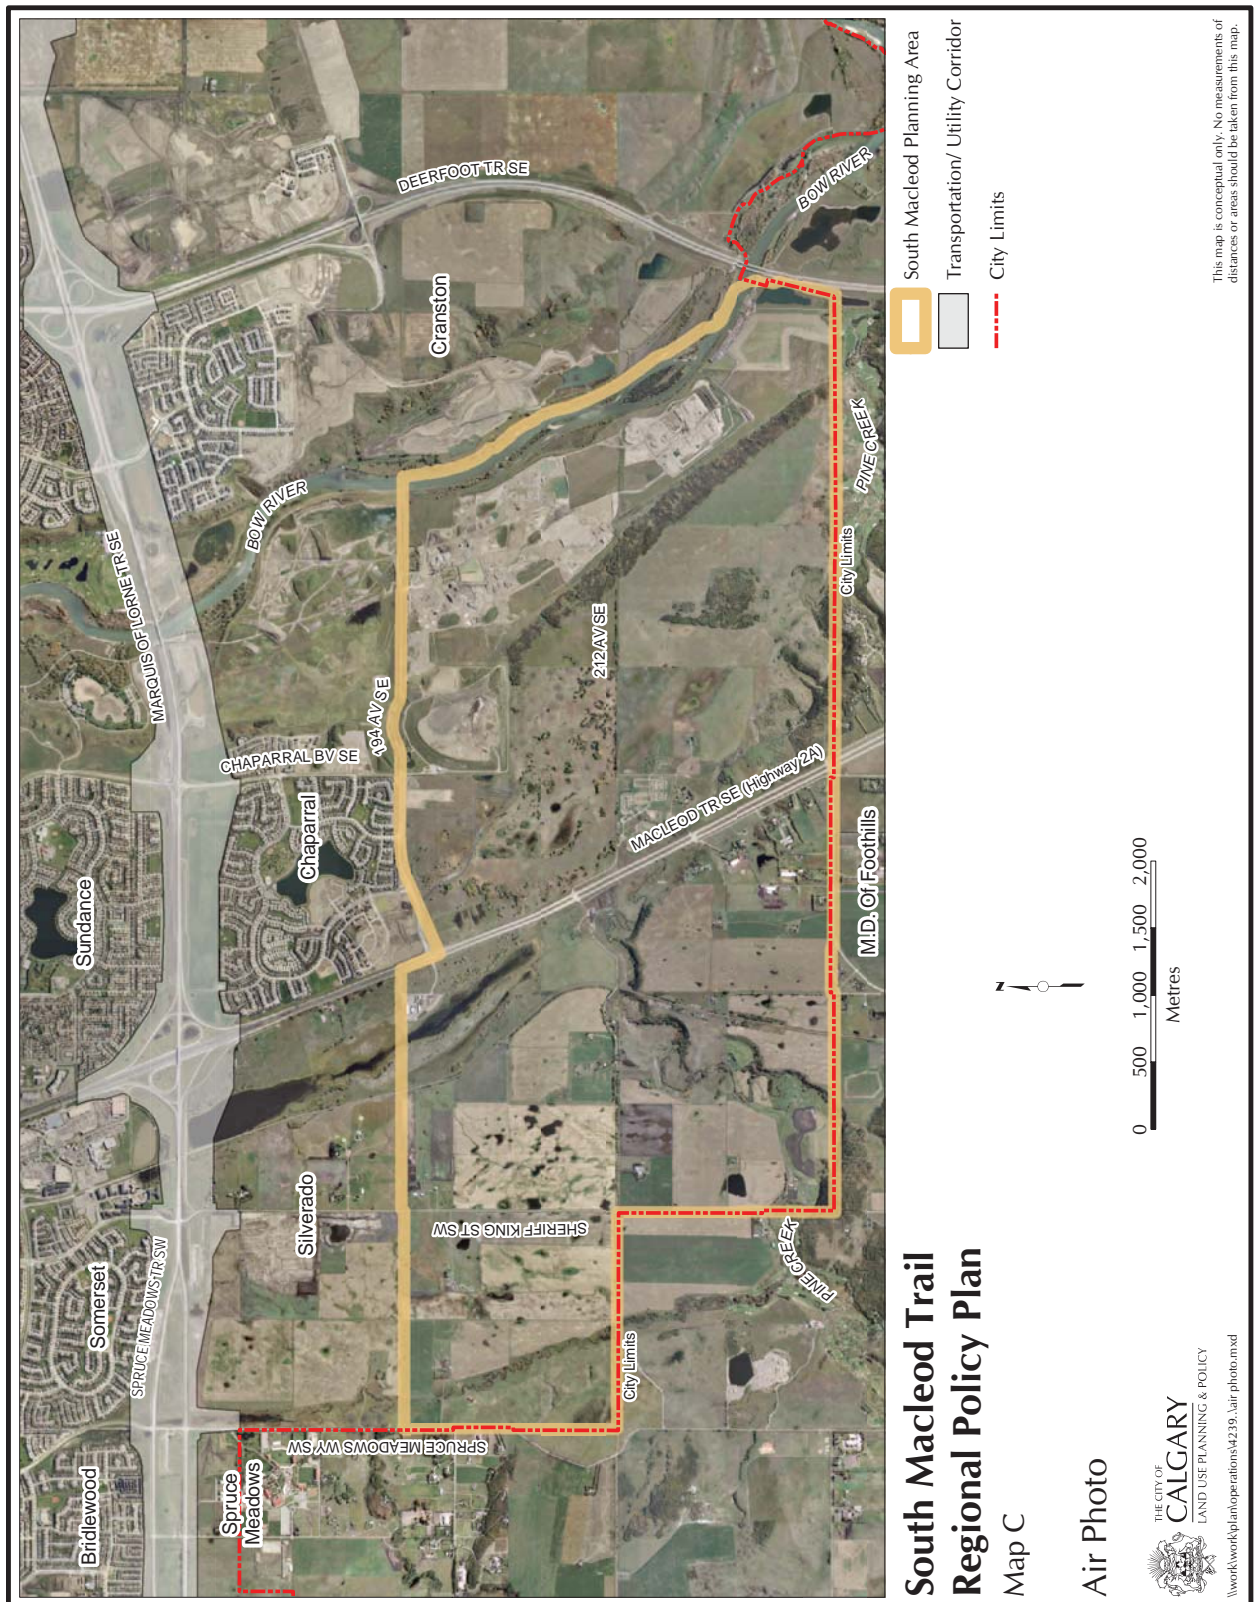 Bridlewood
Somerset
Sundance
SPRUCE MEADOWS TR SW
MARQUIS OF LORNE TR SE
Spruce
Meadows
Silverado
Chaparral
CHAPARRAL BV SE
BOW RIVER
Cranston
DEERFOOT TR SE
SPRUCE MEADOWS WY SW
SHERIFF KING ST SW
194 AV SE
212 AV SE
MACLEOD TR SE (Highway 2A)
City Limits
PINE CREEK
M.D. Of Foothills
City Limits
PINE CREEK
BOW RIVER
South Macleod Trail
Regional Policy Plan
Map C
Air Photo
THE CITY OF
CALGARY
LAND USE PLANNING & POLICY
\\work\workplan\operations\4239..\air photo.mxd
N
0 500 1,000 1,500 2,000
Metres
South Macleod Planning Area
Transportation/ Utility Corridor
City Limits
This map is conceptual only. No measurements of
distances or areas should be taken from this map.